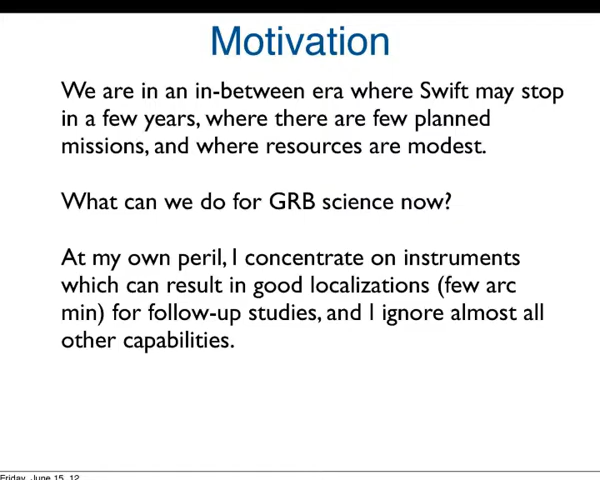 Motivation
We are in an in-between era where Swift may stop
in a few years, where there are few planned
missions, and where resources are modest.
What can we do for GRB science now?
At my own peril, I concentrate on instruments
which can result in good localizations (few arc
min) for follow-up studies, and I ignore almost all
other capabilities.
Friday, June 15, 12